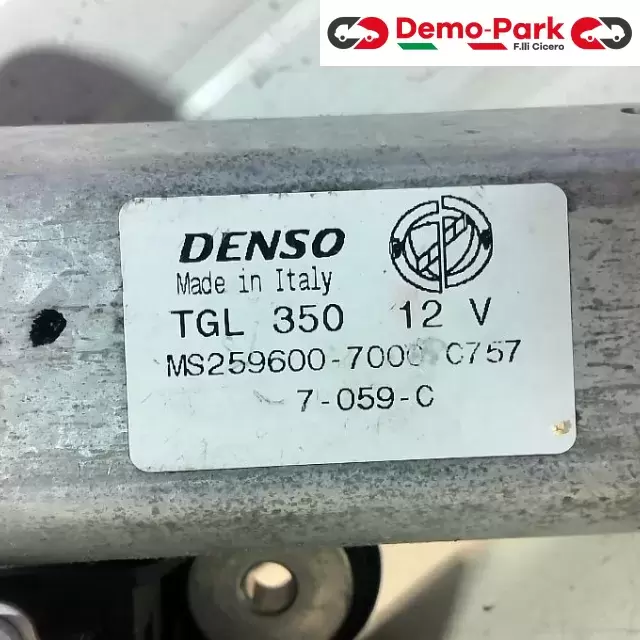 Demo-Park
F.lli Cicero
DENSO
Made in Italy
TGL 350 12 V
MS259600-7000 C757
7-059-C